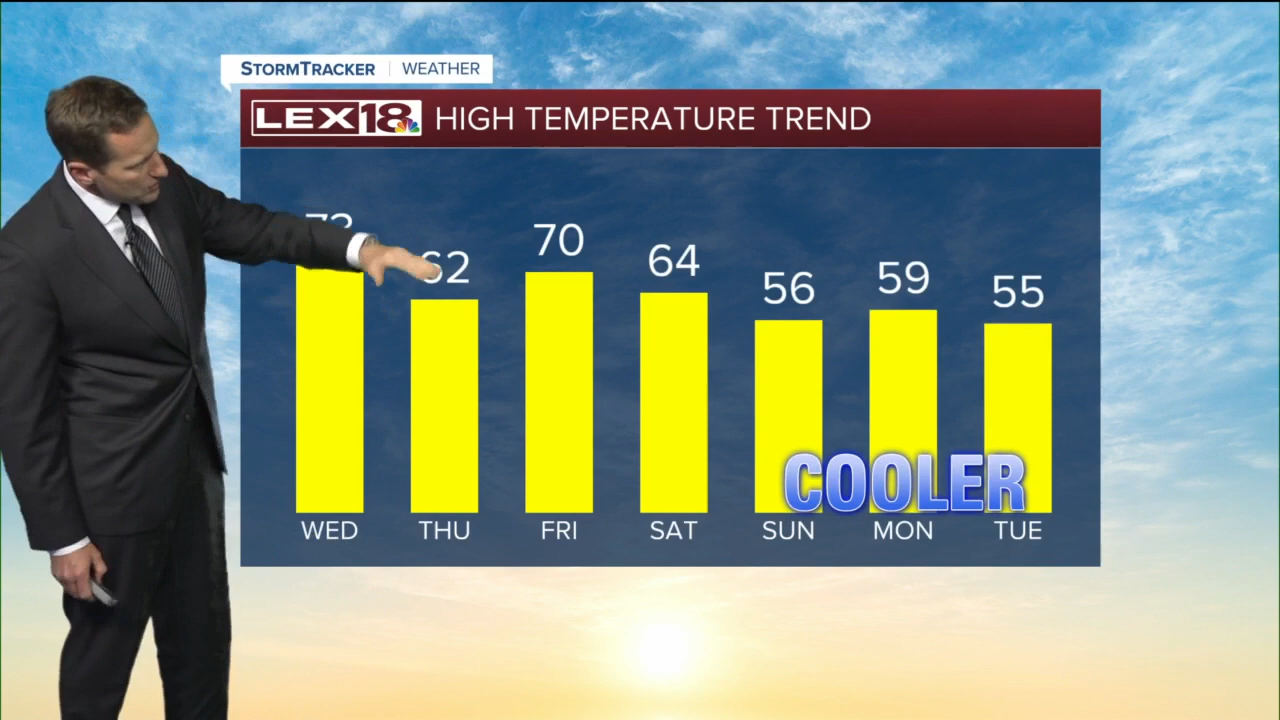 STORMTRACKER | WEATHER
LEX18 HIGH TEMPERATURE TREND
73 62 70 64 56 59 55
COOLER
WED THU FRI SAT SUN MON TUE